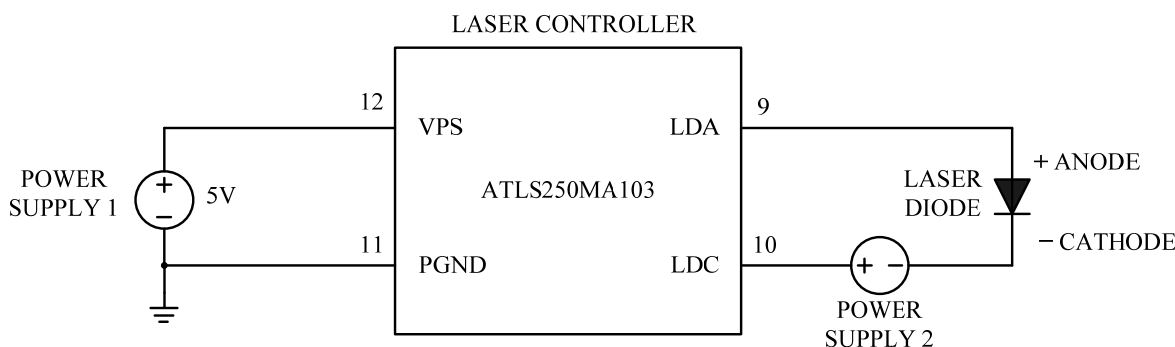 LASER CONTROLLER
12
9
VPS
LDA
+ ANODE
POWER
SUPPLY 1
+
−
5V
ATLS250MA103
LASER
DIODE
11
10
− CATHODE
PGND
LDC
+ −
POWER
SUPPLY 2